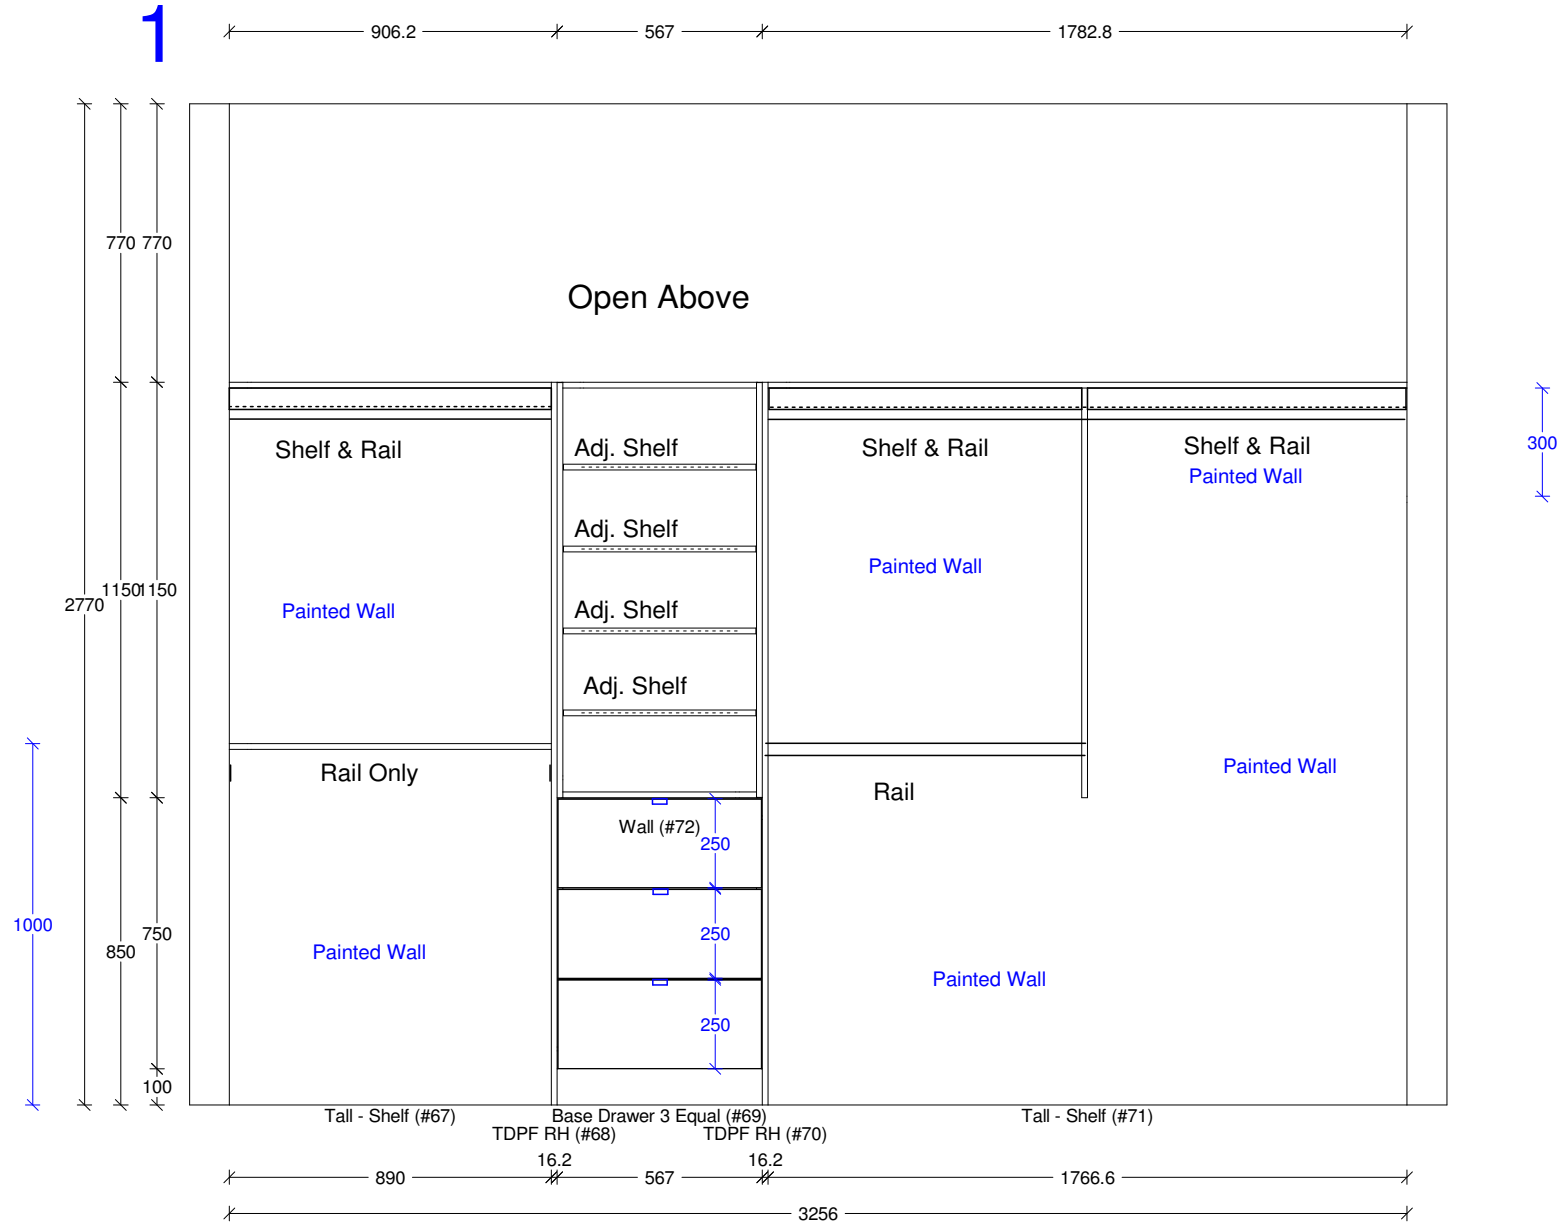 1
906.2
567
1782.8
770
770
Open Above
Shelf & Rail
Adj. Shelf
Shelf & Rail
Shelf & Rail
300
Painted Wall
Adj. Shelf
Painted Wall
2770
1150
1150
Painted Wall
Adj. Shelf
Adj. Shelf
Rail Only
Painted Wall
Rail
Wall (#72)
250
1000
850
750
Painted Wall
250
Painted Wall
250
100
Tall - Shelf (#67)
Base Drawer 3 Equal (#69)
Tall - Shelf (#71)
TDPF RH (#68)
TDPF RH (#70)
16.2
16.2
890
567
1766.6
3256